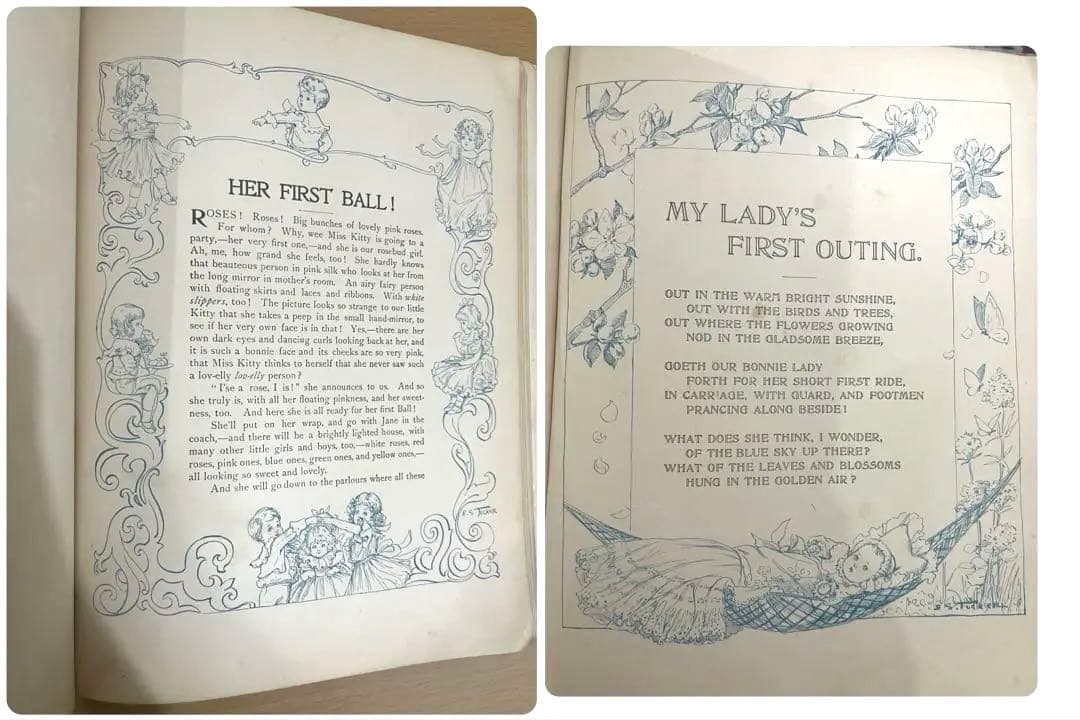 HER FIRST BALL!
ROSES! Roses! Big bunches of lovely pink roses.
For whom? Why, wee Miss Kitty is going to a
party,—her very first one,—and she is our rosebud girl.
Ah, me, how grand she feels, too! She hardly knows
that beauteous person in pink silk who looks at her from
the long mirror in mother's room. An airy fairy person
with floating skirts and laces and ribbons. With white
slippers, too! The picture looks so strange to our little
Kitty that she takes a peep in the small hand-mirror, to
see if her very own face is in that! Yes,—there are her
own dark eyes and dancing curls looking back at her, and
it is such a bonnie face and its cheeks are so very pink,
that Miss Kitty thinks to herself that she never saw such
a lov-elly lov-elly person?
"I'se a rose, I is!" she announces to us. And so
she truly is, with all her floating pinkness, and her sweet-
ness, too. And here she is all ready for her first Ball!
She'll put on her wrap, and go with Jane in the
coach,—and there will be a brightly lighted house, with
many other little girls and boys, too,—white roses, red
roses, pink ones, blue ones, green ones, and yellow ones,—
all looking so sweet and lovely.
And she will go down to the parlours where all these
E.S. TUCKER
MY LADY'S
FIRST OUTING.
OUT IN THE WARM BRIGHT SUNSHINE,
OUT WITH THE BIRDS AND TREES,
OUT WHERE THE FLOWERS GROWING
NOD IN THE GLADSOME BREEZE,
GOETH OUR BONNIE LADY
FORTH FOR HER SHORT FIRST RIDE,
IN CARRIAGE, WITH GUARD, AND FOOTMEN
PRANCING ALONG BESIDE!
WHAT DOES SHE THINK, I WONDER,
OF THE BLUE SKY UP THERE?
WHAT OF THE LEAVES AND BLOSSOMS
HUNG IN THE GOLDEN AIR?
E.S. TUCKER